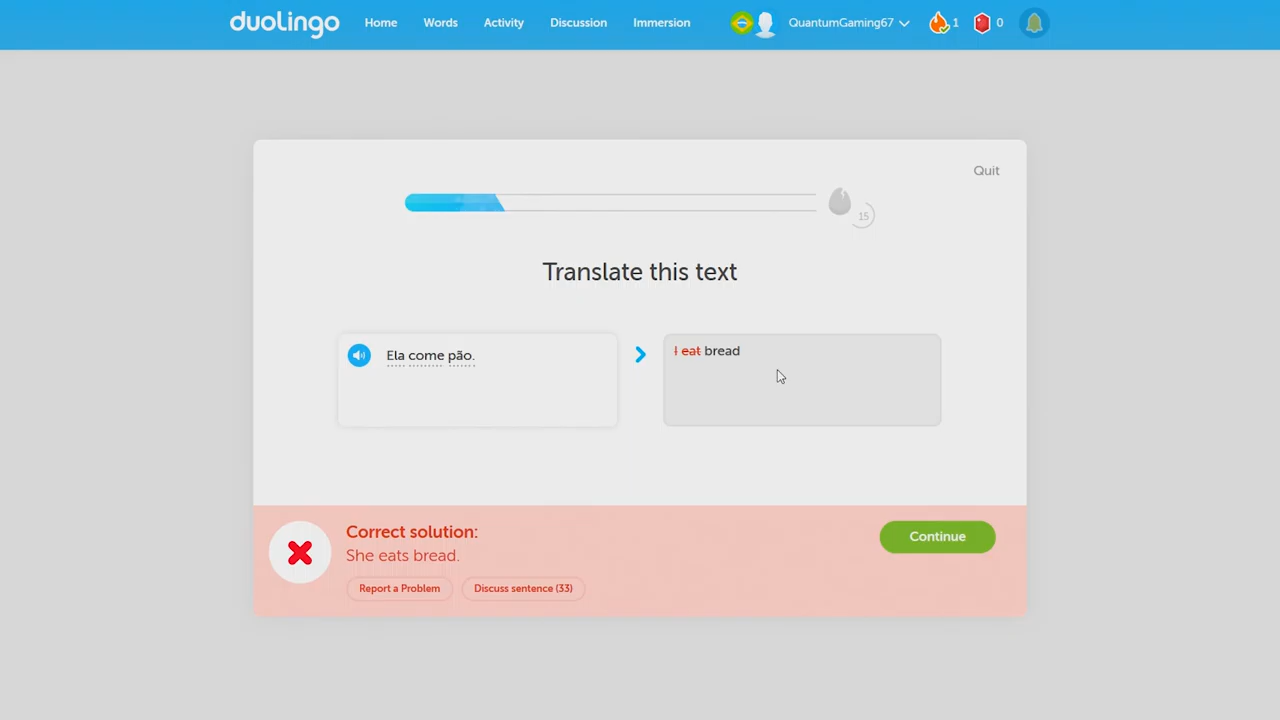 duolingo Home Words Activity Discussion Immersion QuantumGaming67 1 0
Quit
15
Translate this text
Ela come pão.
I eat bread
Correct solution:
She eats bread.
Continue
Report a Problem Discuss sentence (33)